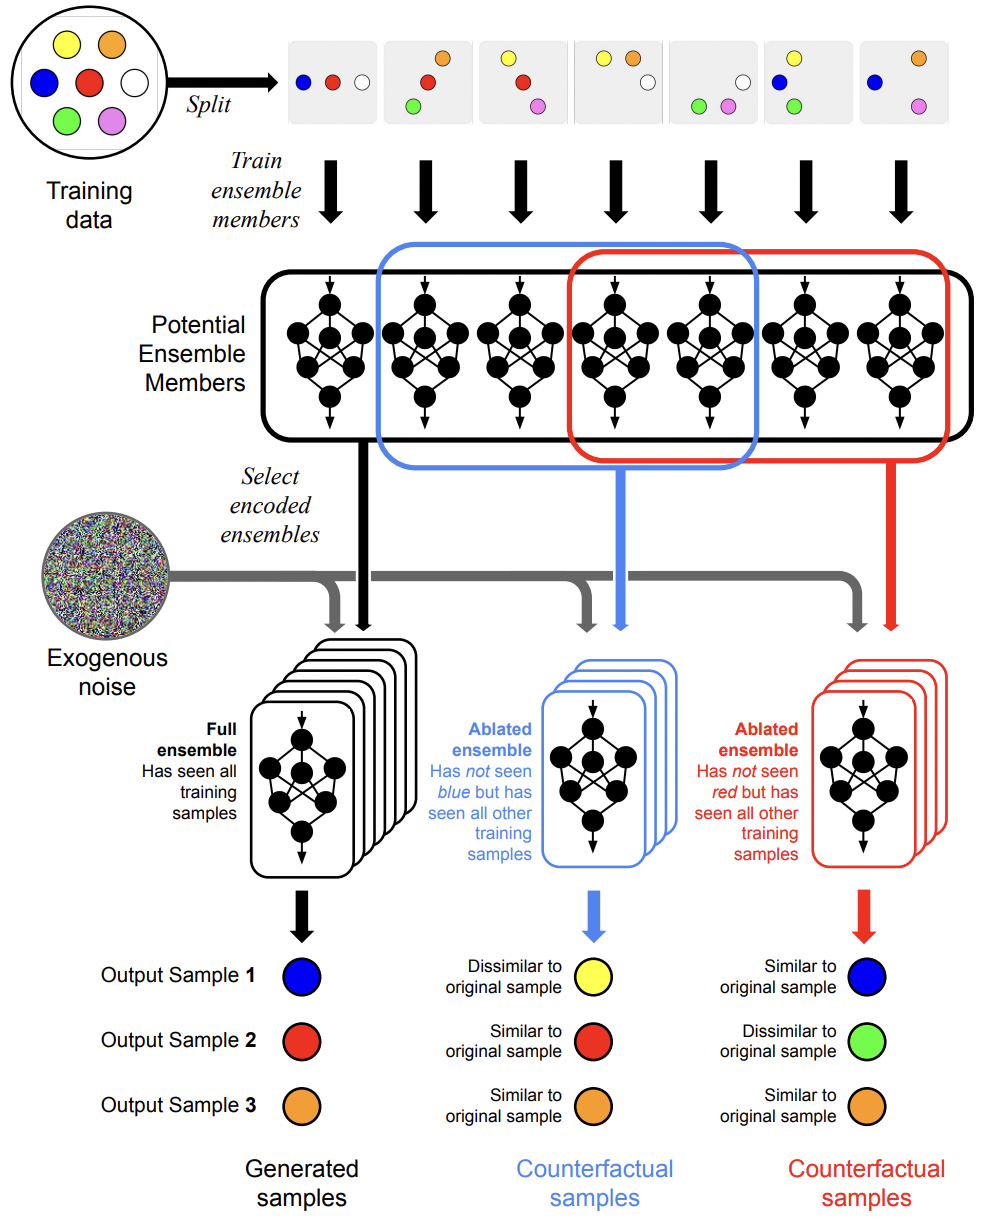 Split
Training
data
Train
ensemble
members
Potential
Ensemble
Members
Select
encoded
ensembles
Exogenous
noise
Full
ensemble
Has seen all
training
samples
Ablated
ensemble
Has not seen
blue but has
seen all other
training
samples
Ablated
ensemble
Has not seen
red but has
seen all other
training
samples
Output Sample 1
Dissimilar to
original sample
Similar to
original sample
Output Sample 2
Similar to
original sample
Dissimilar to
original sample
Output Sample 3
Similar to
original sample
Similar to
original sample
Generated
samples
Counterfactual
samples
Counterfactual
samples